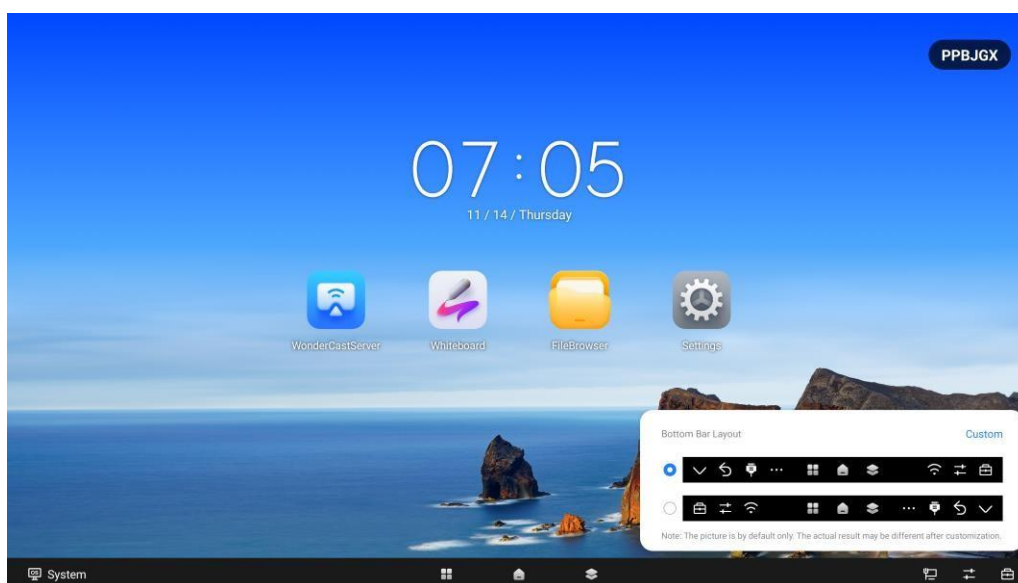 PPBJGX
07:05
11 / 14 / Thursday
WonderCastServer Whiteboard FileBrowser Settings
Bottom Bar Layout Custom
Note: The picture is by default only. The actual result may be different after customization.
OS System